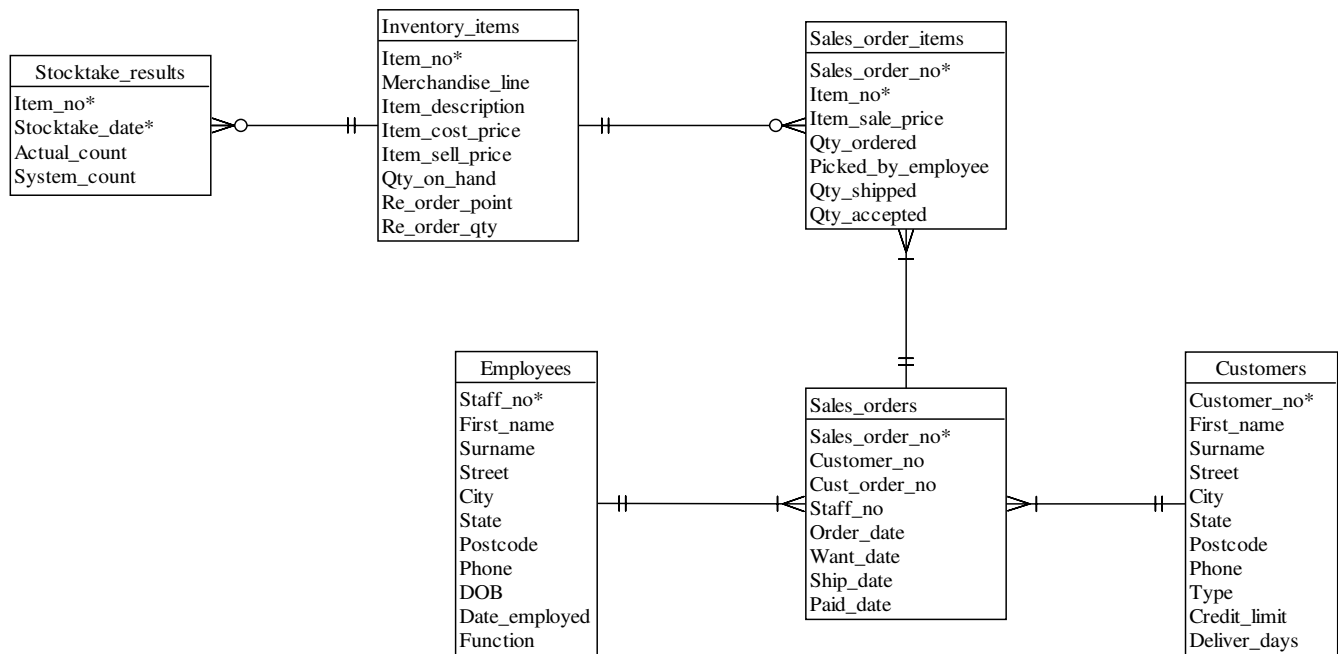 Stocktake_results
Item_no*
Stocktake_date*
Actual_count
System_count
Inventory_items
Item_no*
Merchandise_line
Item_description
Item_cost_price
Item_sell_price
Qty_on_hand
Re_order_point
Re_order_qty
Sales_order_items
Sales_order_no*
Item_no*
Item_sale_price
Qty_ordered
Picked_by_employee
Qty_shipped
Qty_accepted
Employees
Staff_no*
First_name
Surname
Street
City
State
Postcode
Phone
DOB
Date_employed
Function
Sales_orders
Sales_order_no*
Customer_no
Cust_order_no
Staff_no
Order_date
Want_date
Ship_date
Paid_date
Customers
Customer_no*
First_name
Surname
Street
City
State
Postcode
Phone
Type
Credit_limit
Deliver_days